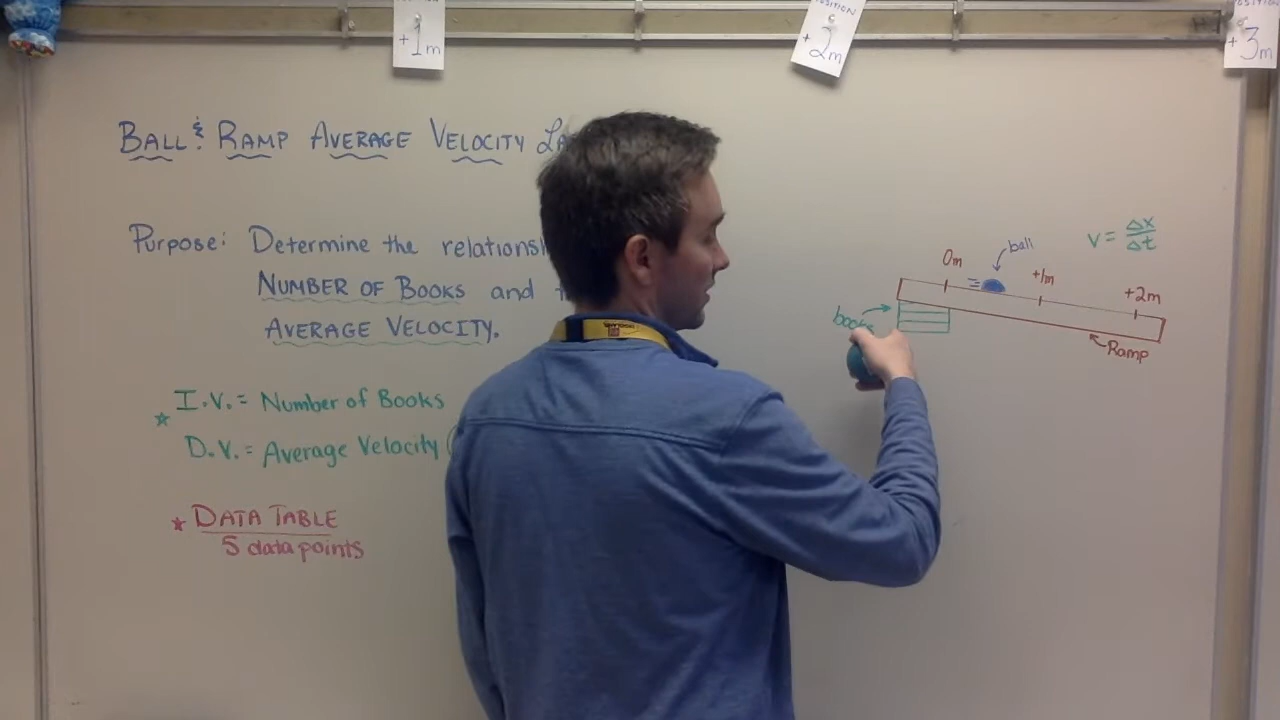 +1m
POSITION
+2m
+3m
BALL & RAMP AVERAGE VELOCITY
Purpose: Determine the
NUMBER OF BOOKS and
AVERAGE VELOCITY.
★ I.V. = Number of Books
D.V. = Average Velocity
★ DATA TABLE
5 data points
v = Δx/Δt
ball
0m
+1m
+2m
books
Ramp